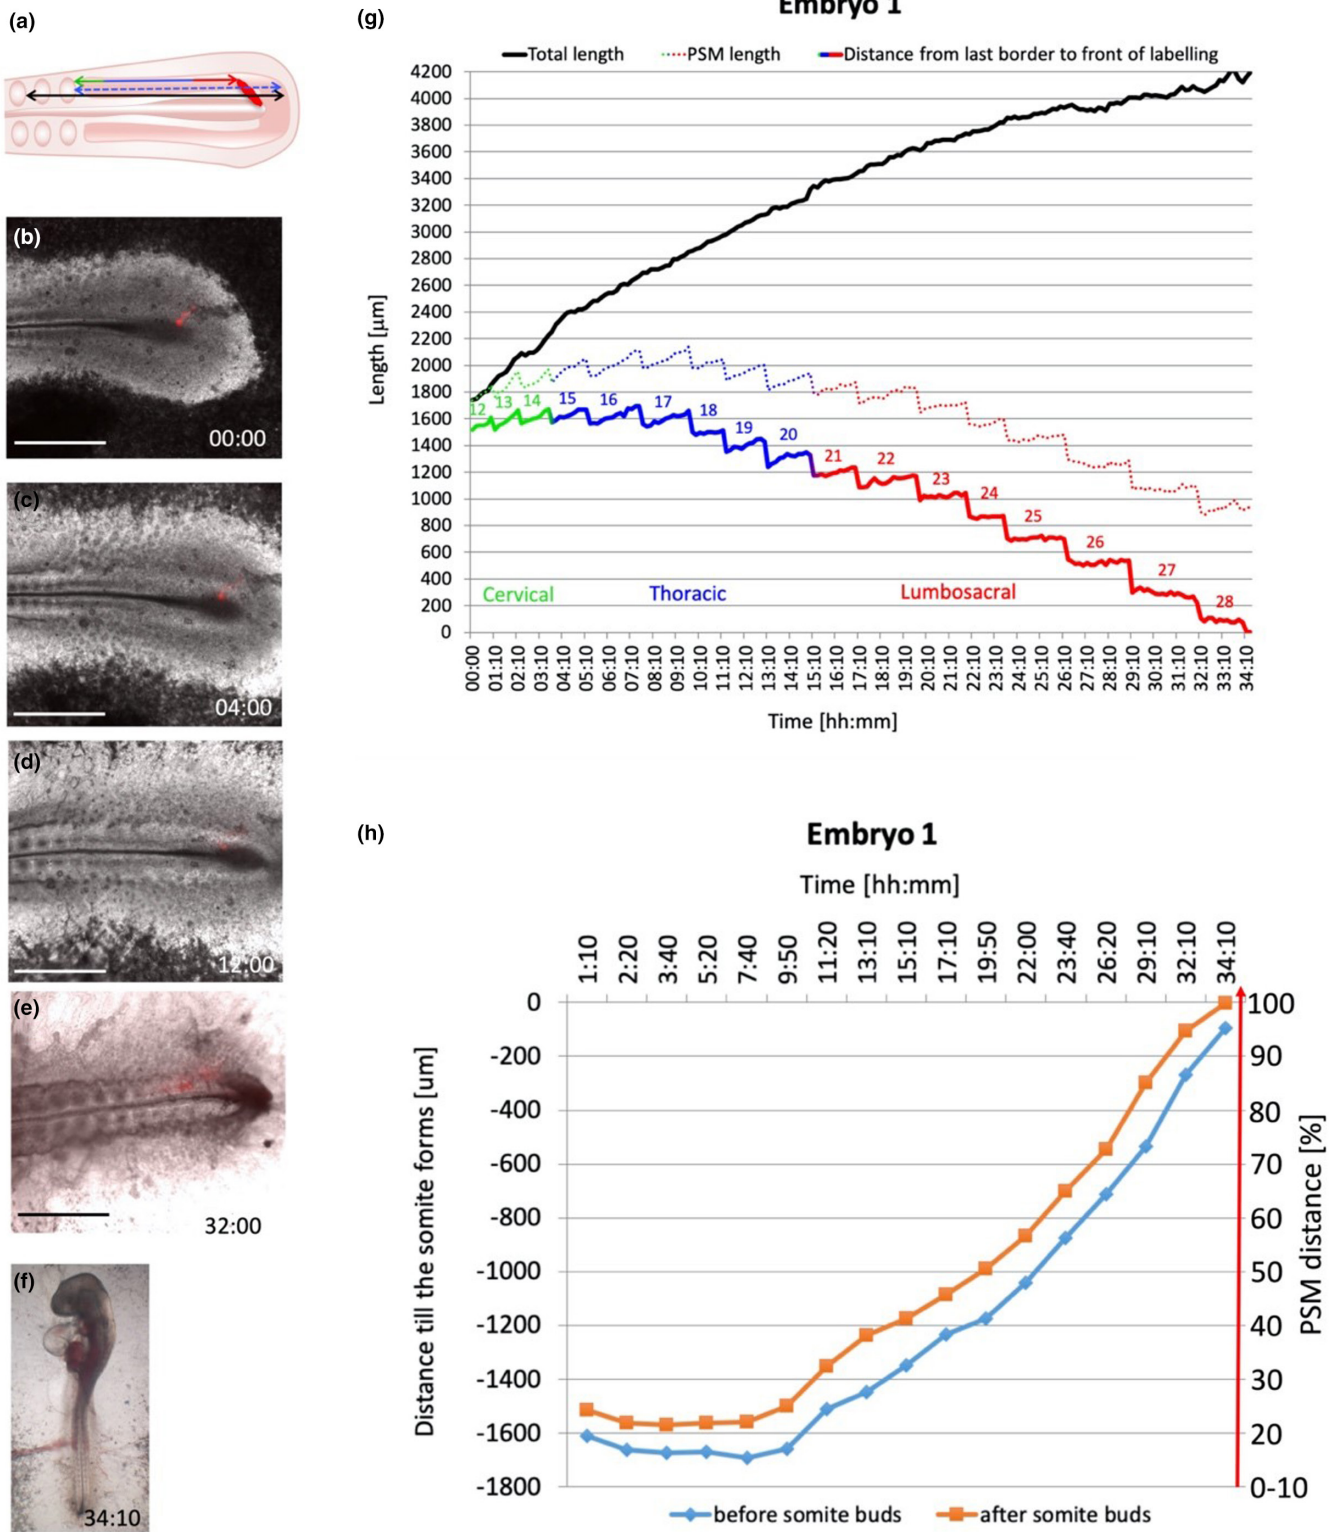 (a)
(b)
00:00
(c)
04:00
(d)
12:00
(e)
32:00
(f)
34:10
(g)
Embryo 1
Total length PSM length Distance from last border to front of labelling
Length [µm]
4200
4000
3800
3600
3400
3200
3000
2800
2600
2400
2200
2000
1800
1600
1400
1200
1000
800
600
400
200
0
12 13 14 15 16 17 18 19 20 21 22 23 24 25 26 27 28
Cervical Thoracic Lumbosacral
00:00 01:10 02:10 03:10 04:10 05:10 06:10 07:10 08:10 09:10 10:10 11:10 12:10 13:10 14:10 15:10 16:10 17:10 18:10 19:10 20:10 21:10 22:10 23:10 24:10 25:10 26:10 27:10 28:10 29:10 30:10 31:10 32:10 33:10 34:10
Time [hh:mm]
(h)
Embryo 1
Time [hh:mm]
1:10 2:20 3:40 5:20 7:40 9:50 11:20 13:10 15:10 17:10 19:50 22:00 23:40 26:20 29:10 32:10 34:10
Distance till the somite forms [um]
0
-200
-400
-600
-800
-1000
-1200
-1400
-1600
-1800
100
90
80
70
60
50
40
30
20
0-10
PSM distance [%]
before somite buds after somite buds